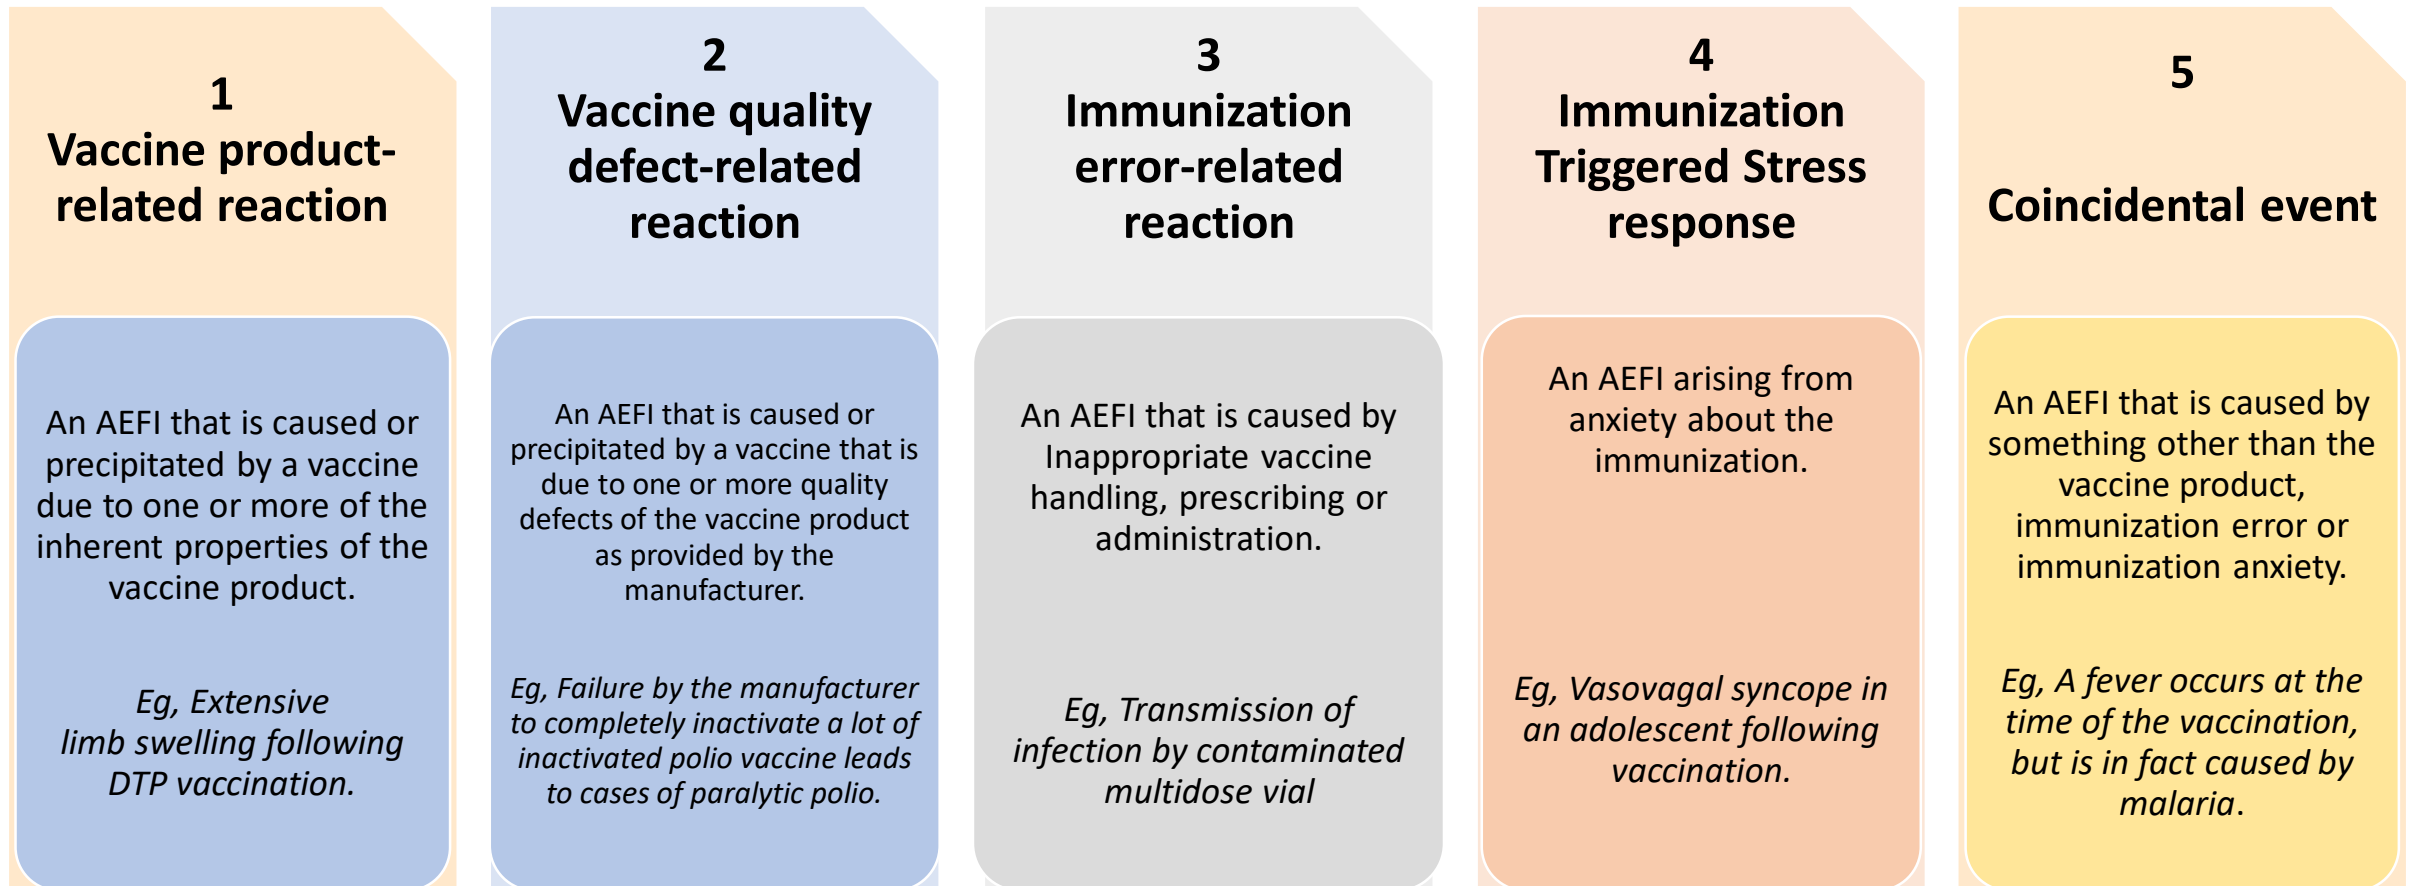 1
Vaccine product-
related reaction
An AEFI that is caused or
precipitated by a vaccine
due to one or more of the
inherent properties of the
vaccine product.
Eg, Extensive
limb swelling following
DTP vaccination.
2
Vaccine quality
defect-related
reaction
An AEFI that is caused or
precipitated by a vaccine that is
due to one or more quality
defects of the vaccine product
as provided by the
manufacturer.
Eg, Failure by the manufacturer
to completely inactivate a lot of
inactivated polio vaccine leads
to cases of paralytic polio.
3
Immunization
error-related
reaction
An AEFI that is caused by
Inappropriate vaccine
handling, prescribing or
administration.
Eg, Transmission of
infection by contaminated
multidose vial
4
Immunization
Triggered Stress
response
An AEFI arising from
anxiety about the
immunization.
Eg, Vasovagal syncope in
an adolescent following
vaccination.
5
Coincidental event
An AEFI that is caused by
something other than the
vaccine product,
immunization error or
immunization anxiety.
Eg, A fever occurs at the
time of the vaccination,
but is in fact caused by
malaria.